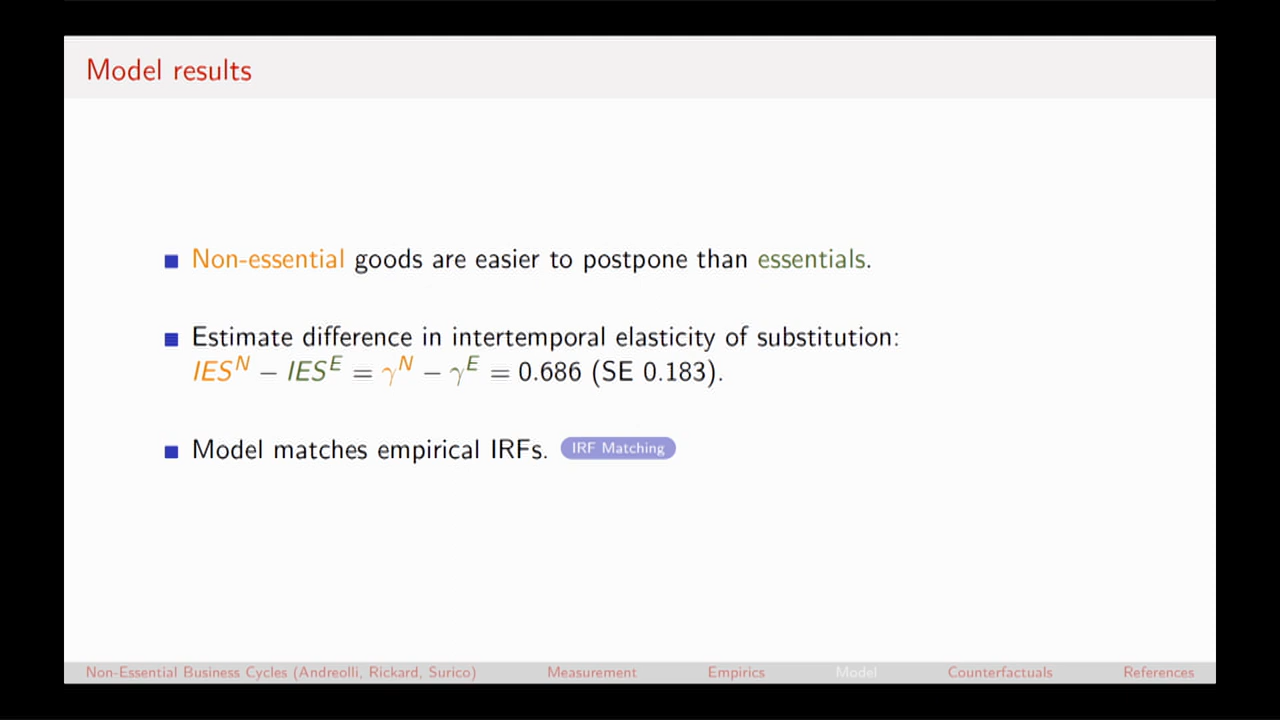 Model results
Non-essential goods are easier to postpone than essentials.
Estimate difference in intertemporal elasticity of substitution:
IES^N − IES^E = γ^N − γ^E = 0.686 (SE 0.183).
Model matches empirical IRFs. IRF Matching
Non-Essential Business Cycles (Andreolli, Rickard, Surico) Measurement Empirics Model Counterfactuals References